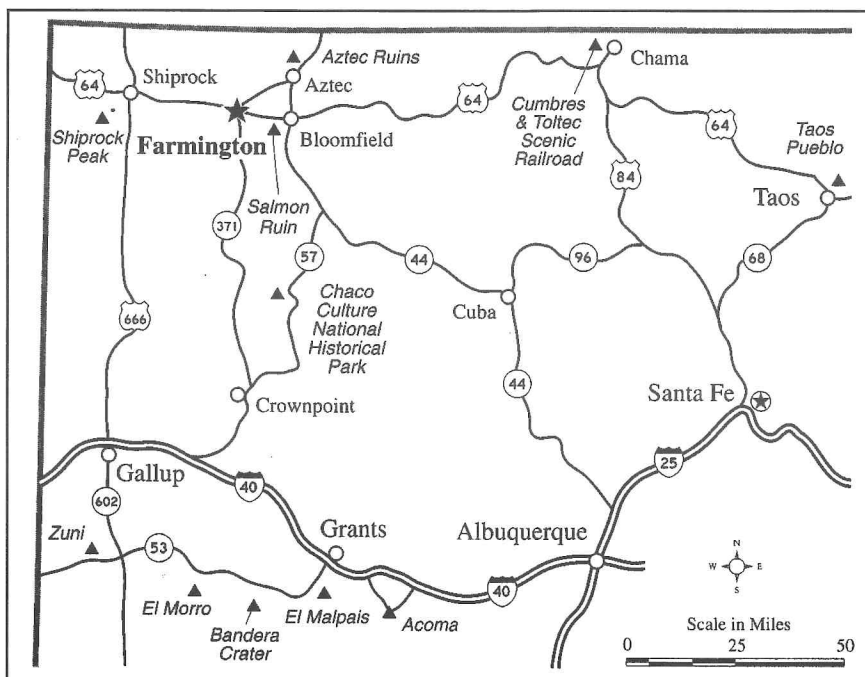 Aztec Ruins
Chama
64
Shiprock
Aztec
64
Cumbres
& Toltec
Scenic
Railroad
64
Taos
Pueblo
Shiprock
Peak
Farmington
Bloomfield
84
Taos
Salmon
Ruin
371
57
44
96
68
Chaco
Culture
National
Historical
Park
Cuba
666
44
Crownpoint
Santa Fe
Gallup
40
25
602
Grants
Albuquerque
Zuni
53
N
W E
S
El Morro
Bandera
Crater
El Malpais
Acoma
40
Scale in Miles
0 25 50